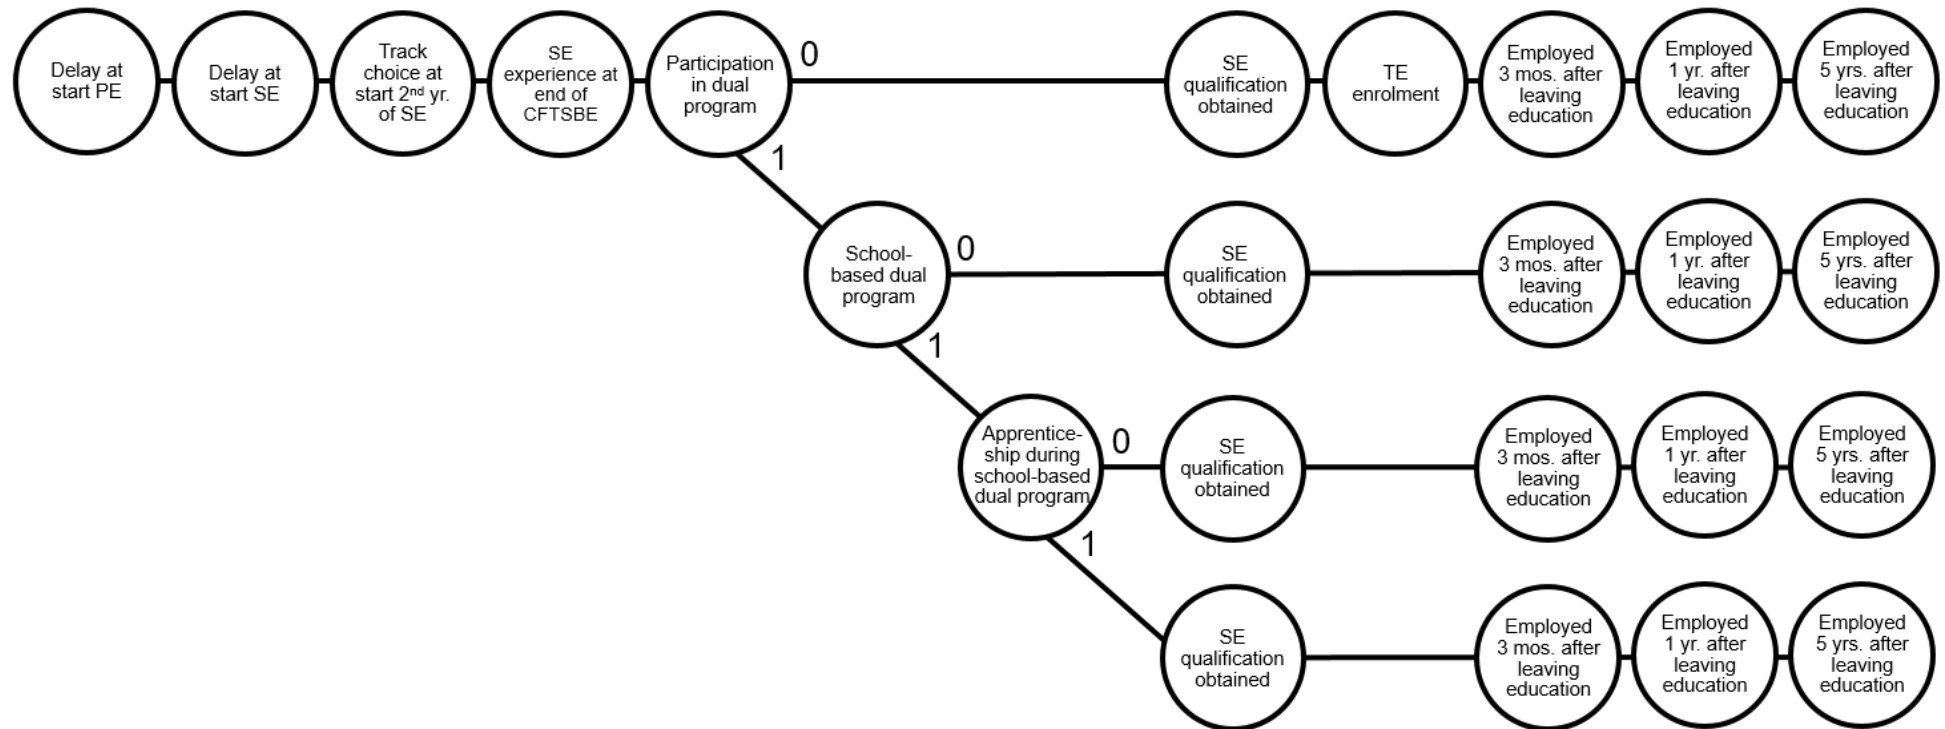 Delay at
start PE
Delay at
start SE
Track
choice at
start 2nd yr.
of SE
SE
experience at
end of
CFTSBE
Participation
in dual
program
0
SE
qualification
obtained
TE
enrolment
Employed
3 mos. after
leaving
education
Employed
1 yr. after
leaving
education
Employed
5 yrs. after
leaving
education
1
School-
based dual
program
0
SE
qualification
obtained
Employed
3 mos. after
leaving
education
Employed
1 yr. after
leaving
education
Employed
5 yrs. after
leaving
education
1
Apprentice-
ship during
school-based
dual program
0
SE
qualification
obtained
Employed
3 mos. after
leaving
education
Employed
1 yr. after
leaving
education
Employed
5 yrs. after
leaving
education
1
SE
qualification
obtained
Employed
3 mos. after
leaving
education
Employed
1 yr. after
leaving
education
Employed
5 yrs. after
leaving
education